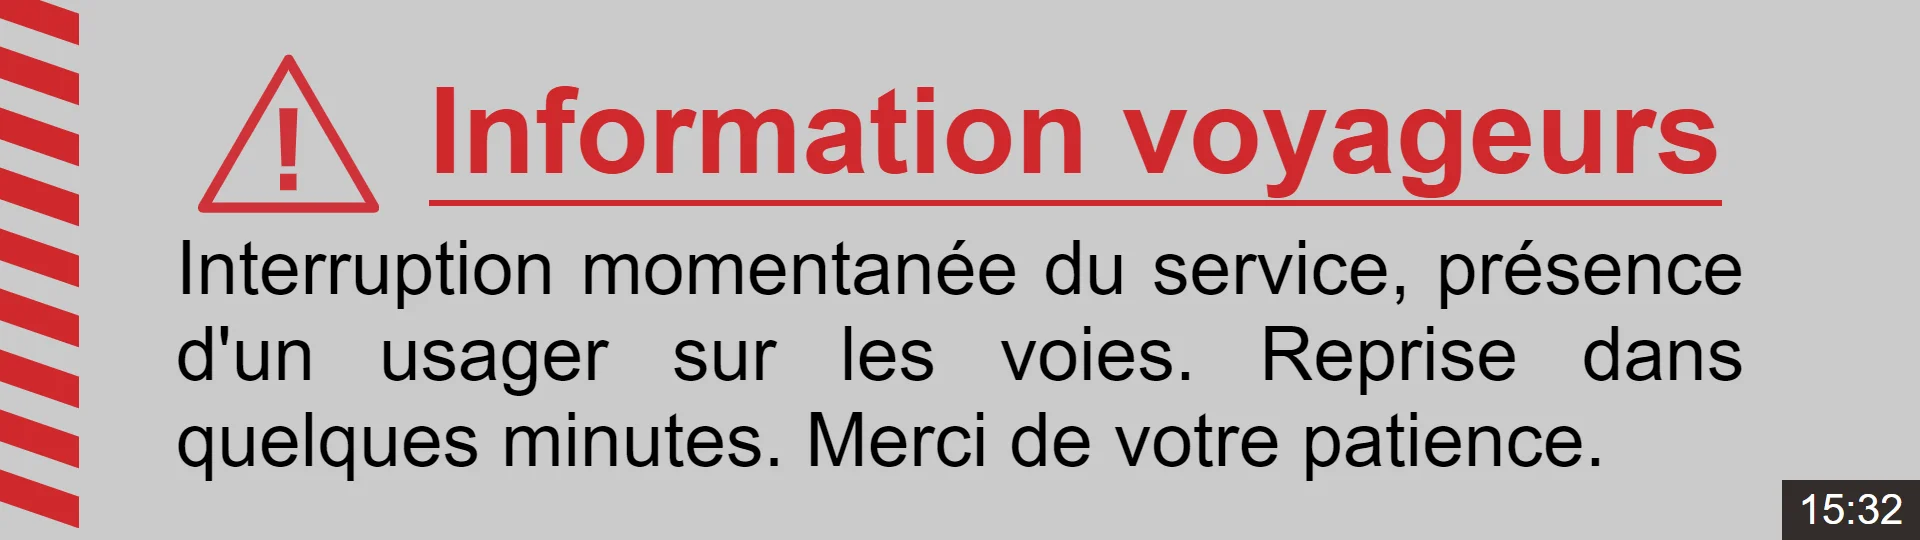 Information voyageurs
Interruption momentanée du service, présence
d'un usager sur les voies. Reprise dans
quelques minutes. Merci de votre patience.
15:32